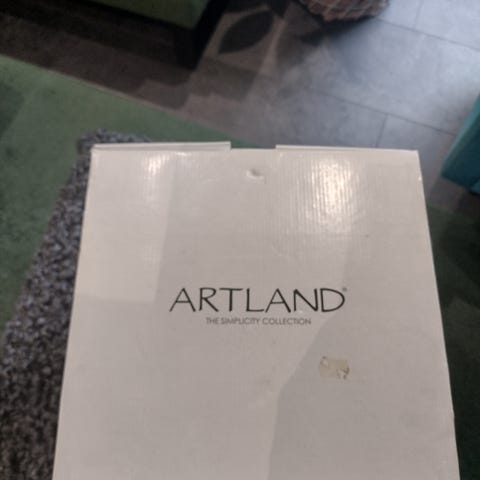 ARTLAND®
THE SIMPLICITY COLLECTION